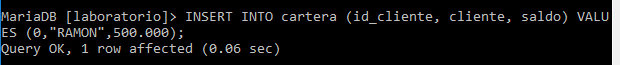 MariaDB [laboratorio]> INSERT INTO cartera (id_cliente, cliente, saldo) VALU
ES (0,"RAMON",500.000);
Query OK, 1 row affected (0.06 sec)